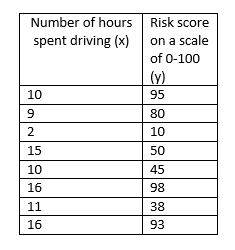 Number of hours Risk score
spent driving (x) on a scale
of 0-100
(y)
10 95
9 80
2 10
15 50
10 45
16 98
11 38
16 93